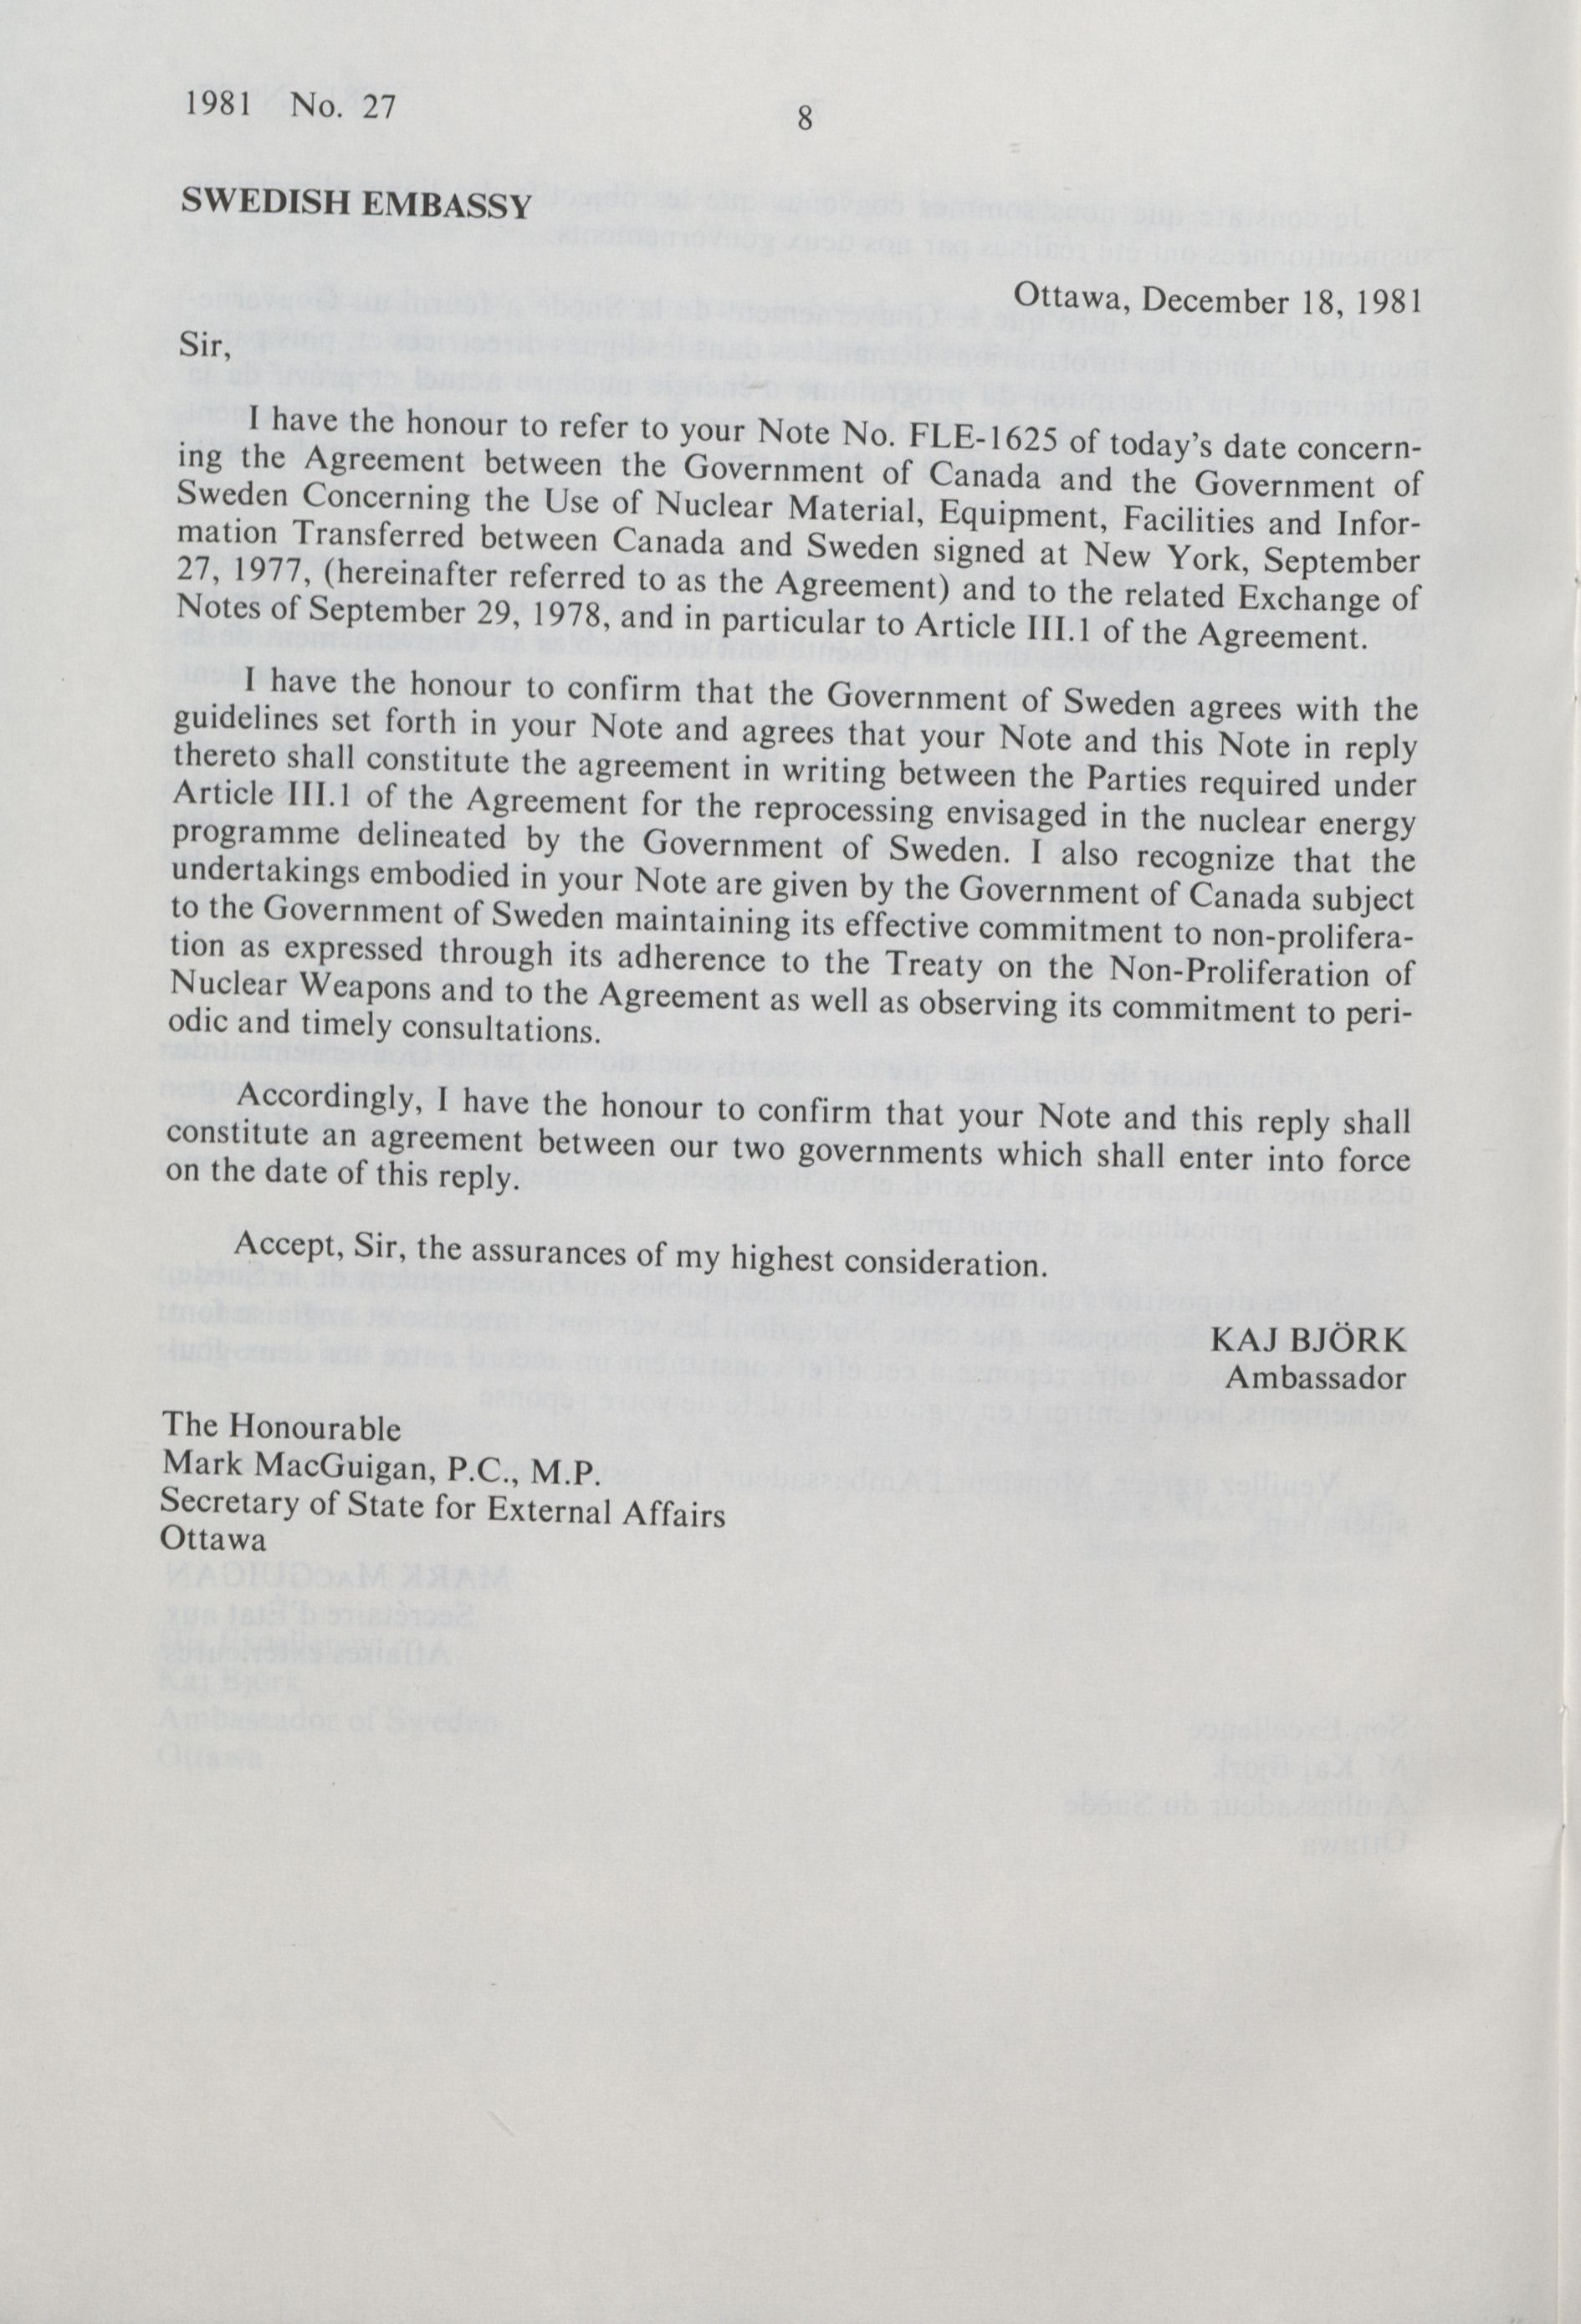 1981 No. 27
8
SWEDISH EMBASSY
Ottawa, December 18, 1981
Sir,
I have the honour to refer to your Note No. FLE-1625 of today's date concern-
ing the Agreement between the Government of Canada and the Government of
Sweden Concerning the Use of Nuclear Material, Equipment, Facilities and Infor-
mation Transferred between Canada and Sweden signed at New York, September
27, 1977, (hereinafter referred to as the Agreement) and to the related Exchange of
Notes of September 29, 1978, and in particular to Article III.1 of the Agreement.
I have the honour to confirm that the Government of Sweden agrees with the
guidelines set forth in your Note and agrees that your Note and this Note in reply
thereto shall constitute the agreement in writing between the Parties required under
Article III.1 of the Agreement for the reprocessing envisaged in the nuclear energy
programme delineated by the Government of Sweden. I also recognize that the
undertakings embodied in your Note are given by the Government of Canada subject
to the Government of Sweden maintaining its effective commitment to non-prolifera-
tion as expressed through its adherence to the Treaty on the Non-Proliferation of
Nuclear Weapons and to the Agreement as well as observing its commitment to peri-
odic and timely consultations.
Accordingly, I have the honour to confirm that your Note and this reply shall
constitute an agreement between our two governments which shall enter into force
on the date of this reply.
Accept, Sir, the assurances of my highest consideration.
KAJ BJÖRK
Ambassador
The Honourable
Mark MacGuigan, P.C., M.P.
Secretary of State for External Affairs
Ottawa